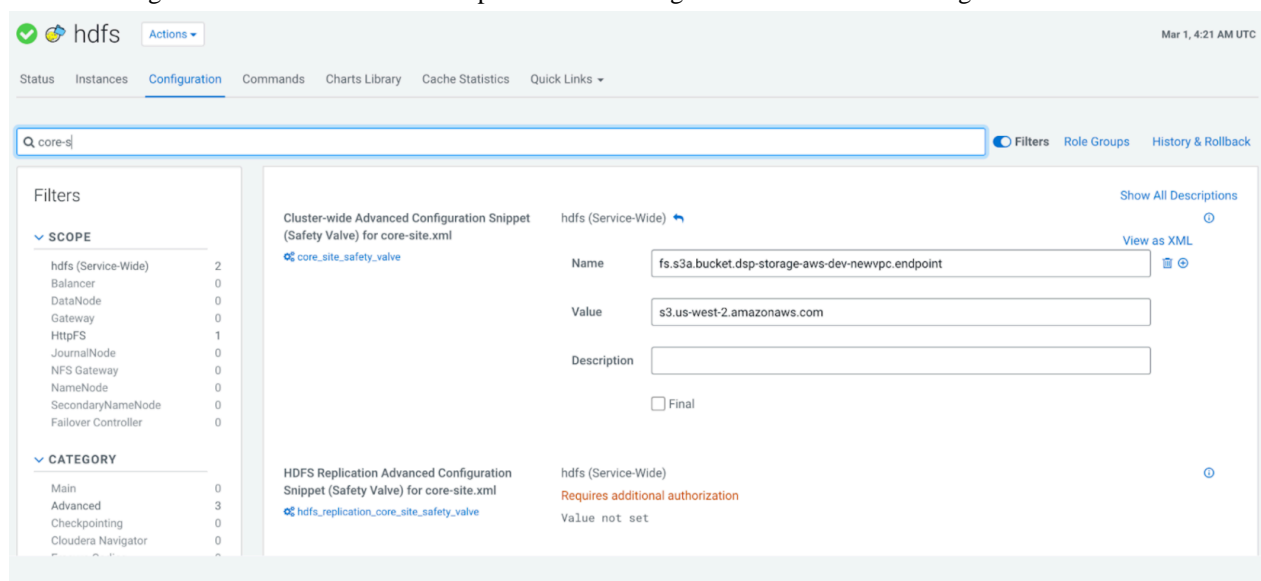 hdfs Actions
Mar 1, 4:21 AM UTC
Status Instances Configuration Commands Charts Library Cache Statistics Quick Links
core-s
Filters Role Groups History & Rollback
Filters
SCOPE
hdfs (Service-Wide) 2
Balancer 0
DataNode 0
Gateway 0
HttpFS 1
JournalNode 0
NFS Gateway 0
NameNode 0
SecondaryNameNode 0
Failover Controller 0
CATEGORY
Main 0
Advanced 3
Checkpointing 0
Cloudera Navigator 0
Show All Descriptions
Cluster-wide Advanced Configuration Snippet
(Safety Valve) for core-site.xml
core_site_safety_valve
hdfs (Service-Wide)
View as XML
Name fs.s3a.bucket.dsp-storage-aws-dev-newvpc.endpoint
Value s3.us-west-2.amazonaws.com
Description
Final
HDFS Replication Advanced Configuration
Snippet (Safety Valve) for core-site.xml
hdfs_replication_core_site_safety_valve
hdfs (Service-Wide)
Requires additional authorization
Value not set